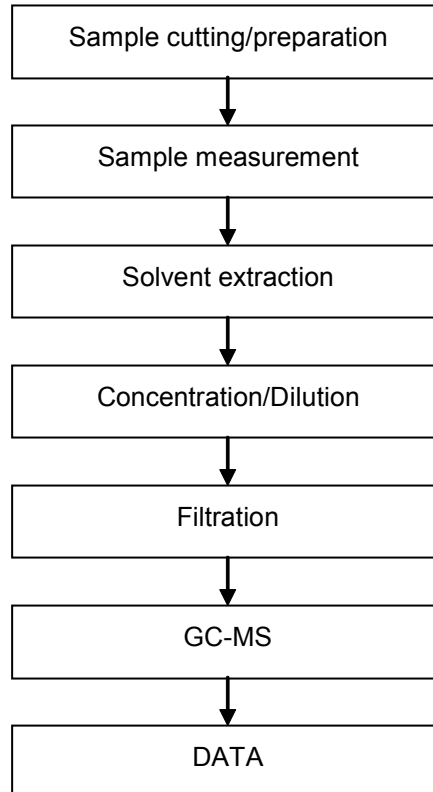 Sample cutting/preparation
Sample measurement
Solvent extraction
Concentration/Dilution
Filtration
GC-MS
DATA